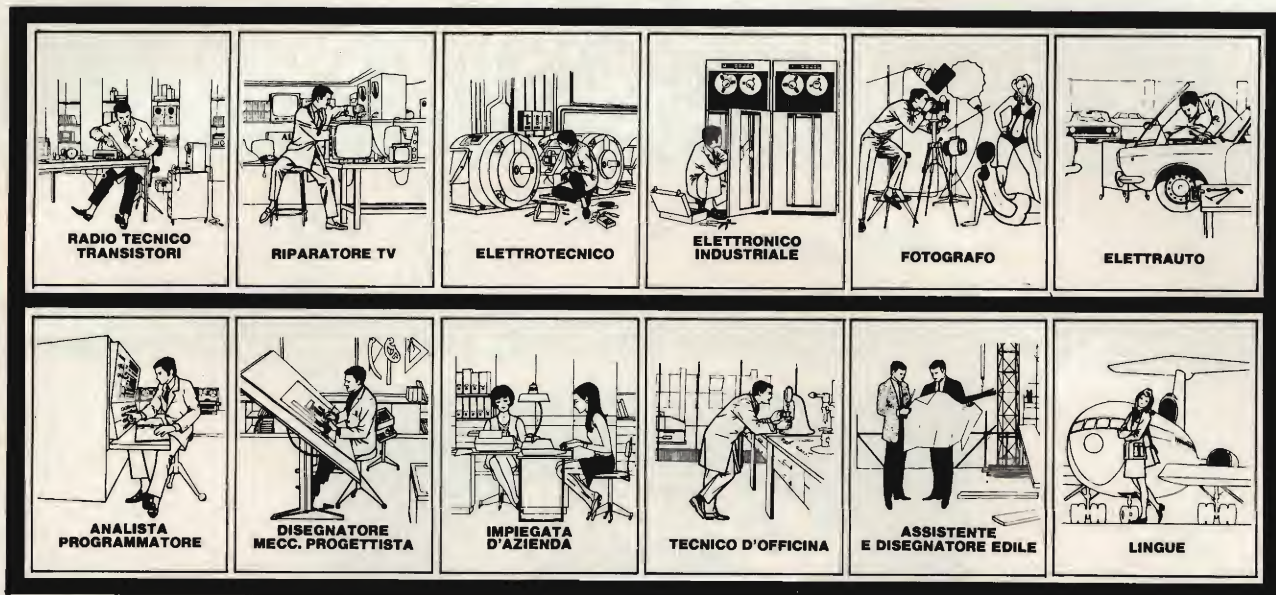 RADIO TECNICO
TRANSISTORI
RIPARATORE TV
ELETTROTECNICO
ELETTRONICO
INDUSTRIALE
FOTOGRAFO
ELETTRAUTO
ANALISTA
PROGRAMMATORE
DISEGNATORE
MECC. PROGETTISTA
IMPIEGATA
D'AZIENDA
TECNICO D'OFFICINA
ASSISTENTE
E DISEGNATORE EDILE
LINGUE